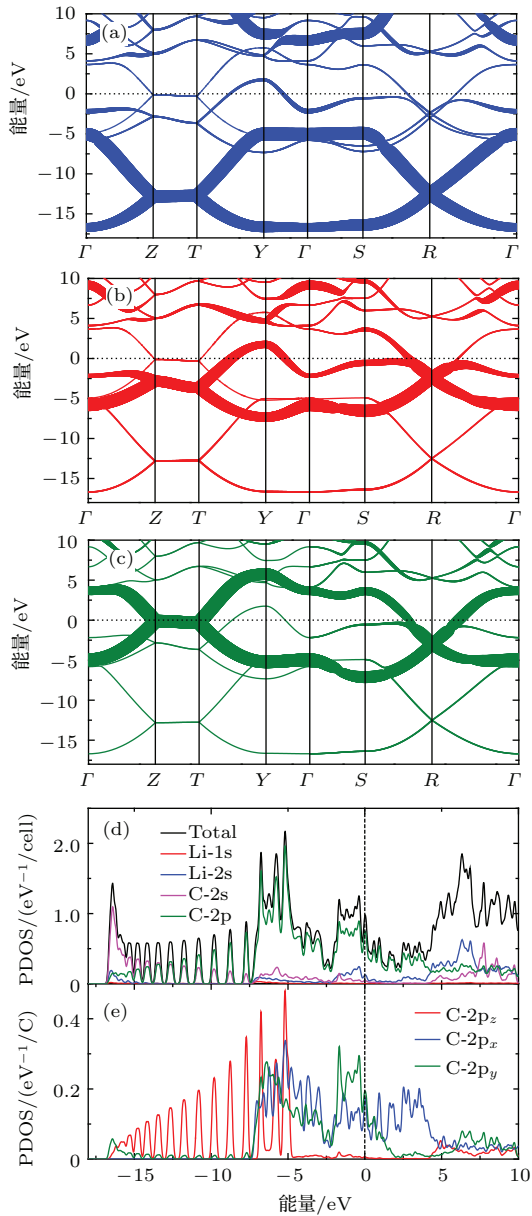 (a)
能量/eV
10
5
0
−5
−10
−15
Γ Z T Y Γ S R Γ
(b)
能量/eV
10
5
0
−5
−10
−15
Γ Z T Y Γ S R Γ
(c)
能量/eV
10
5
0
−5
−10
−15
Γ Z T Y Γ S R Γ
(d)
PDOS/(eV⁻¹/cell)
2.0
1.0
0
Total
Li-1s
Li-2s
C-2s
C-2p
(e)
PDOS/(eV⁻¹/C)
0.4
0.2
0
C-2p_z
C-2p_x
C-2p_y
−15 −10 −5 0 5 10
能量/eV